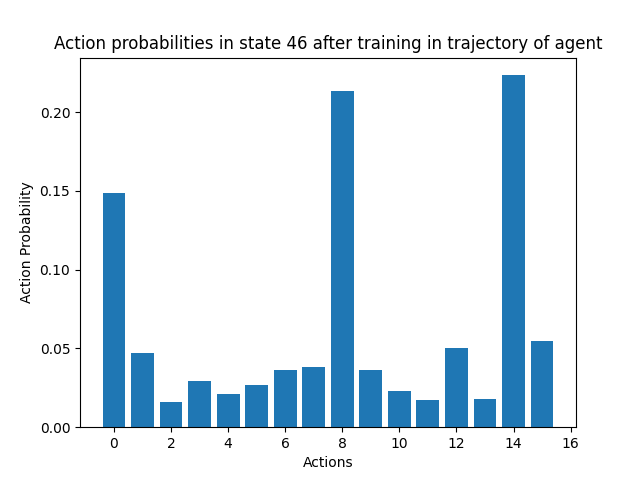 Action probabilities in state 46 after training in trajectory of agent
0.20
0.15
0.10
0.05
0.00
Action Probability
0 2 4 6 8 10 12 14 16
Actions